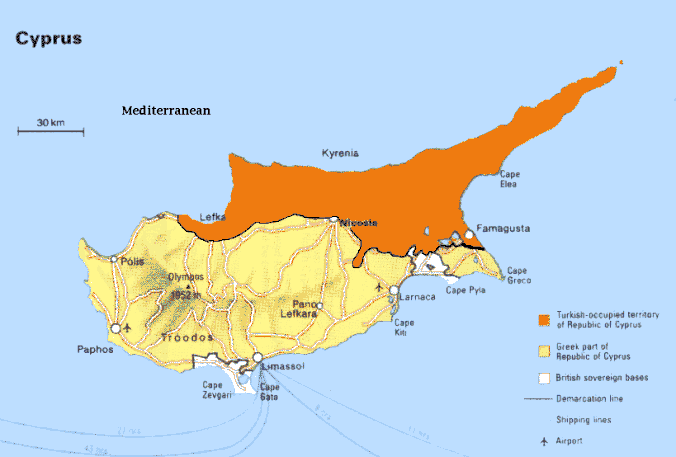 Cyprus
30 km
Mediterranean
Kyrenia
Cape
Elea
Lefka
Nicosia
Famagusta
Polis
Olympos
1952 m
Cape
Greco
Pano
Lefkara
Larnaca
Cape Pyla
Cape
Kiti
Troodos
Paphos
Limassol
Cape
Zevgari
Cape
Gata
Turkish-occupied territory
of Republic of Cyprus
Greek part of
Republic of Cyprus
British sovereign bases
Demarcation line
Shipping lines
Airport